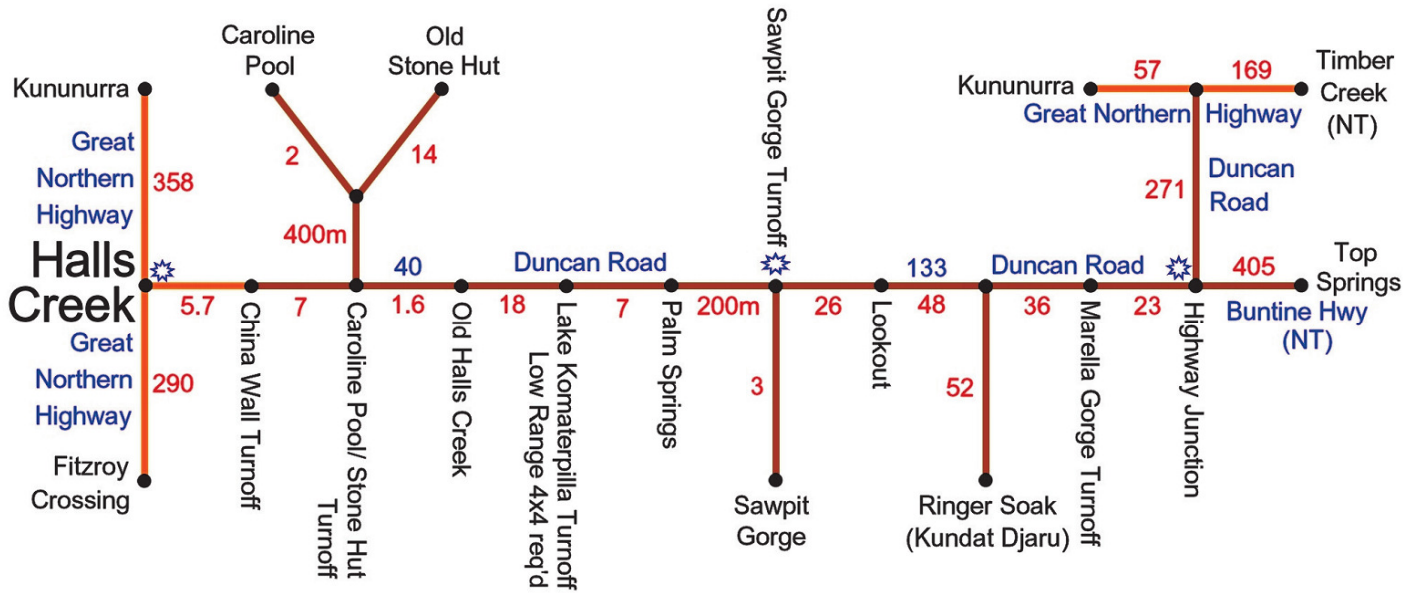 Caroline
Pool
Old
Stone Hut
Sawpit Gorge Turnoff
Kununurra
57
169
Timber
Creek
(NT)
Kununurra
Great Northern Highway
Great
Northern
Highway
358
2
14
271
Duncan
Road
400m
Halls
Creek
40
Duncan Road
133
Duncan Road
405
Top
Springs
5.7
7
1.6
18
7
200m
26
48
36
23
Buntine Hwy
(NT)
Great
Northern
Highway
290
China Wall Turnoff
Caroline Pool/ Stone Hut
Turnoff
Old Halls Creek
Lake Komaterpilla Turnoff
Low Range 4x4 req'd
Palm Springs
3
Lookout
52
Marella Gorge Turnoff
Highway Junction
Fitzroy
Crossing
Sawpit
Gorge
Ringer Soak
(Kundat Djaru)